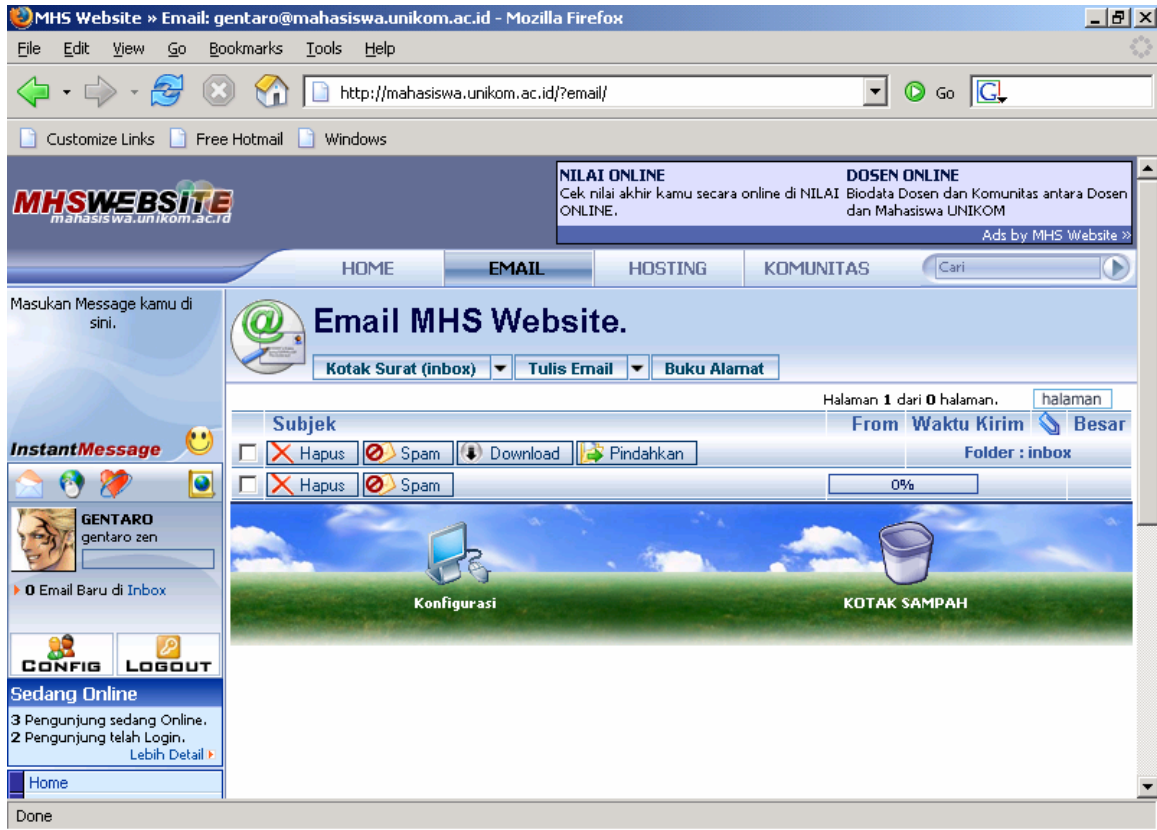 MHS Website » Email: gentaro@mahasiswa.unikom.ac.id - Mozilla Firefox
File Edit View Go Bookmarks Tools Help
http://mahasiswa.unikom.ac.id/?email/ Go G
Customize Links Free Hotmail Windows
MHSWEBSITE
mahasiswa.unikom.ac.id
NILAI ONLINE
Cek nilai akhir kamu secara online di NILAI
ONLINE.
DOSEN ONLINE
Biodata Dosen dan Komunitas antara Dosen
dan Mahasiswa UNIKOM
Ads by MHS Website »
HOME EMAIL HOSTING KOMUNITAS Cari
Masukan Message kamu di
sini.
InstantMessage
GENTARO
gentaro zen
0 Email Baru di Inbox
CONFIG LOGOUT
Sedang Online
3 Pengunjung sedang Online.
2 Pengunjung telah Login.
Lebih Detail
Home
Email MHS Website.
Kotak Surat (inbox) Tulis Email Buku Alamat
Halaman 1 dari 0 halaman. halaman
Subjek From Waktu Kirim Besar
Hapus Spam Download Pindahkan Folder : inbox
Hapus Spam 0%
Konfigurasi KOTAK SAMPAH
Done